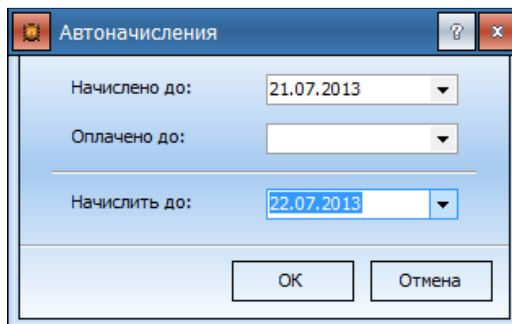 Автоначисления
Начислено до: 21.07.2013
Оплачено до:
Начислить до: 22.07.2013
ОК Отмена